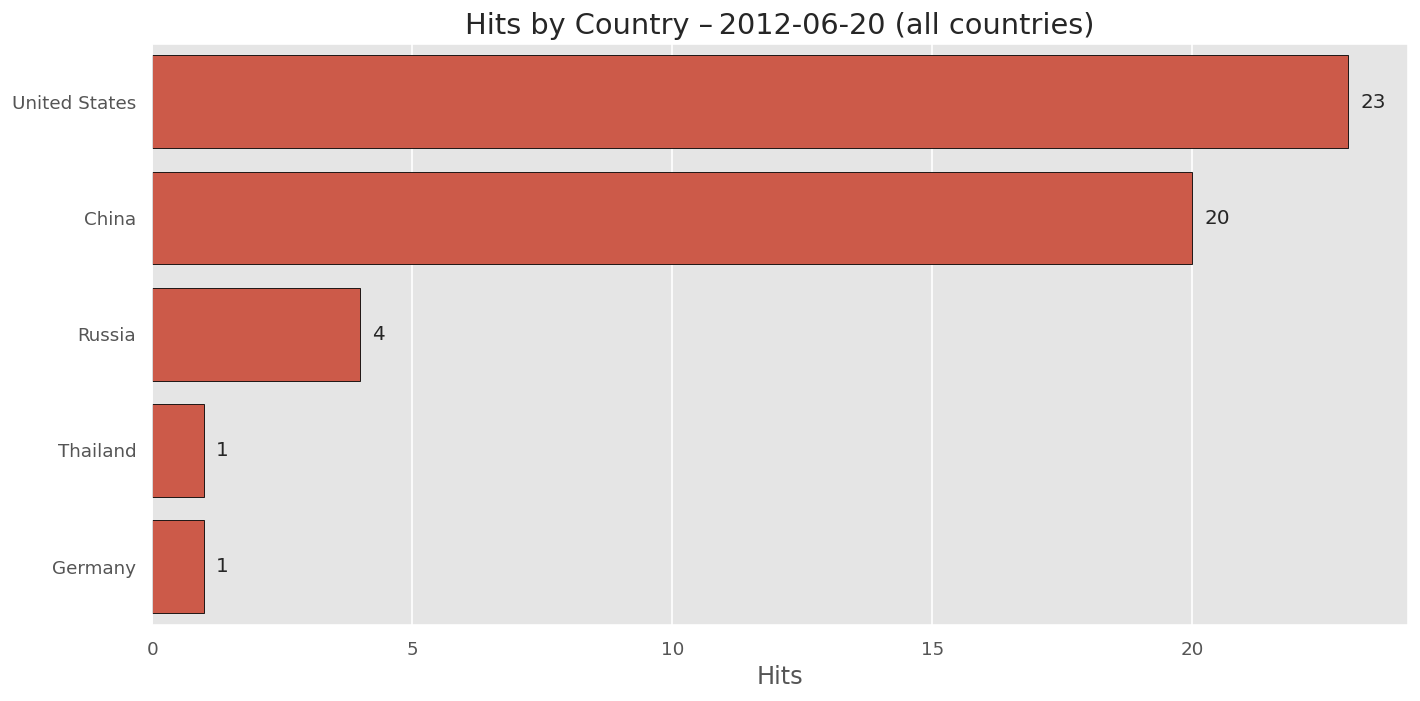 Hits by Country – 2012-06-20 (all countries)
United States 23
China 20
Russia 4
Thailand 1
Germany 1
0 5 10 15 20
Hits